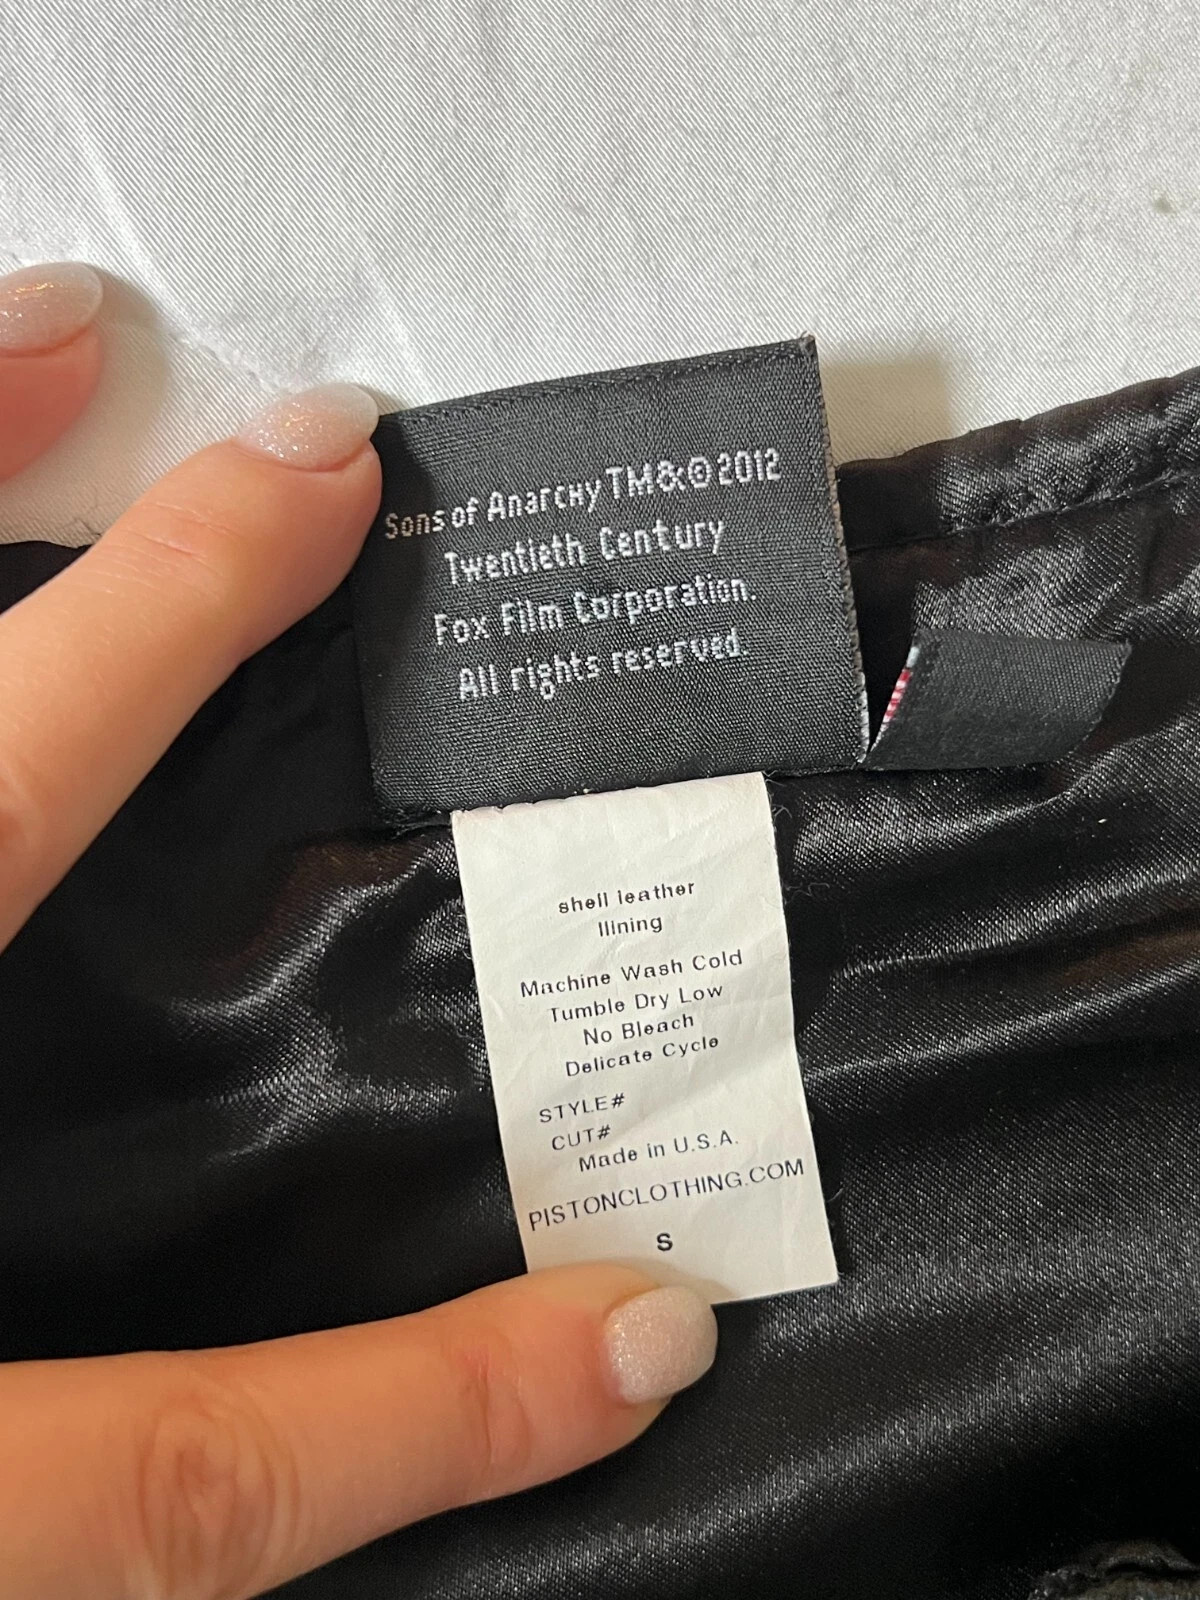 Sons of Anarchy TM&©2012
Twentieth Century
Fox Film Corporation.
All rights reserved.
shell leather
llining
Machine Wash Cold
Tumble Dry Low
No Bleach
Delicate Cycle
STYLE#
CUT#
Made in U.S.A.
PISTONCLOTHING.COM
S